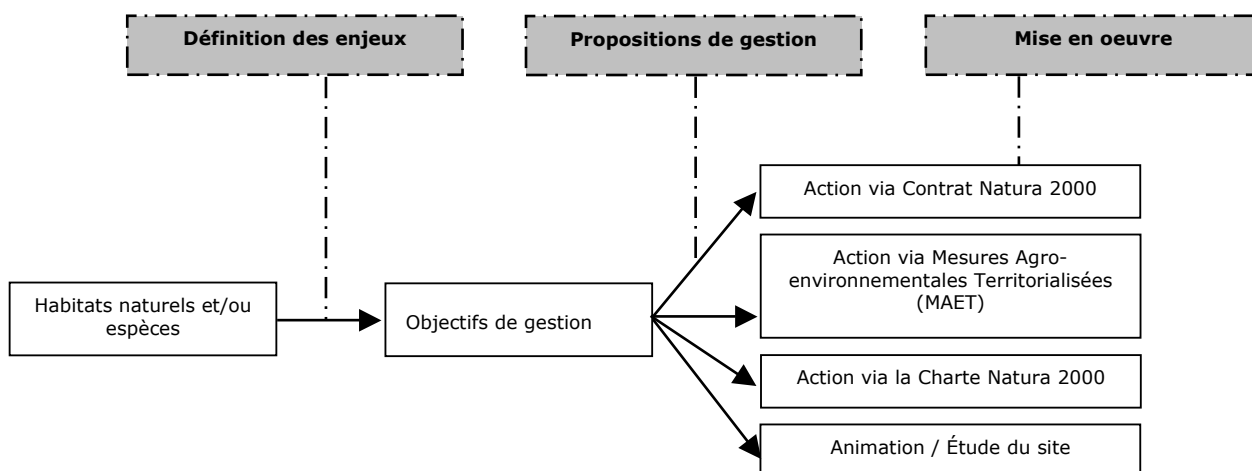 Définition des enjeux
Propositions de gestion
Mise en oeuvre
Action via Contrat Natura 2000
Action via Mesures Agro-
environnementales Territorialisées
(MAET)
Habitats naturels et/ou
espèces
Objectifs de gestion
Action via la Charte Natura 2000
Animation / Étude du site